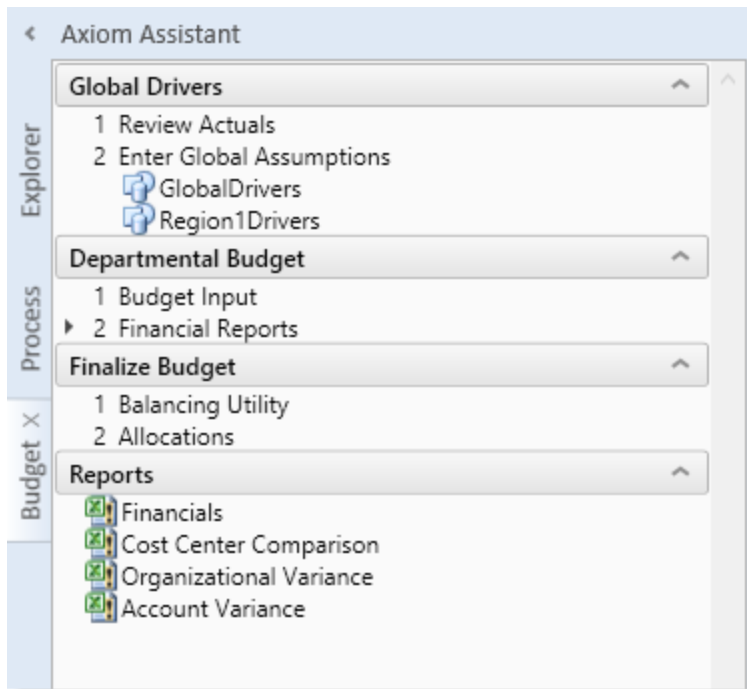 Axiom Assistant
Explorer
Process
Budget
Global Drivers
1 Review Actuals
2 Enter Global Assumptions
GlobalDrivers
Region1Drivers
Departmental Budget
1 Budget Input
2 Financial Reports
Finalize Budget
1 Balancing Utility
2 Allocations
Reports
Financials
Cost Center Comparison
Organizational Variance
Account Variance